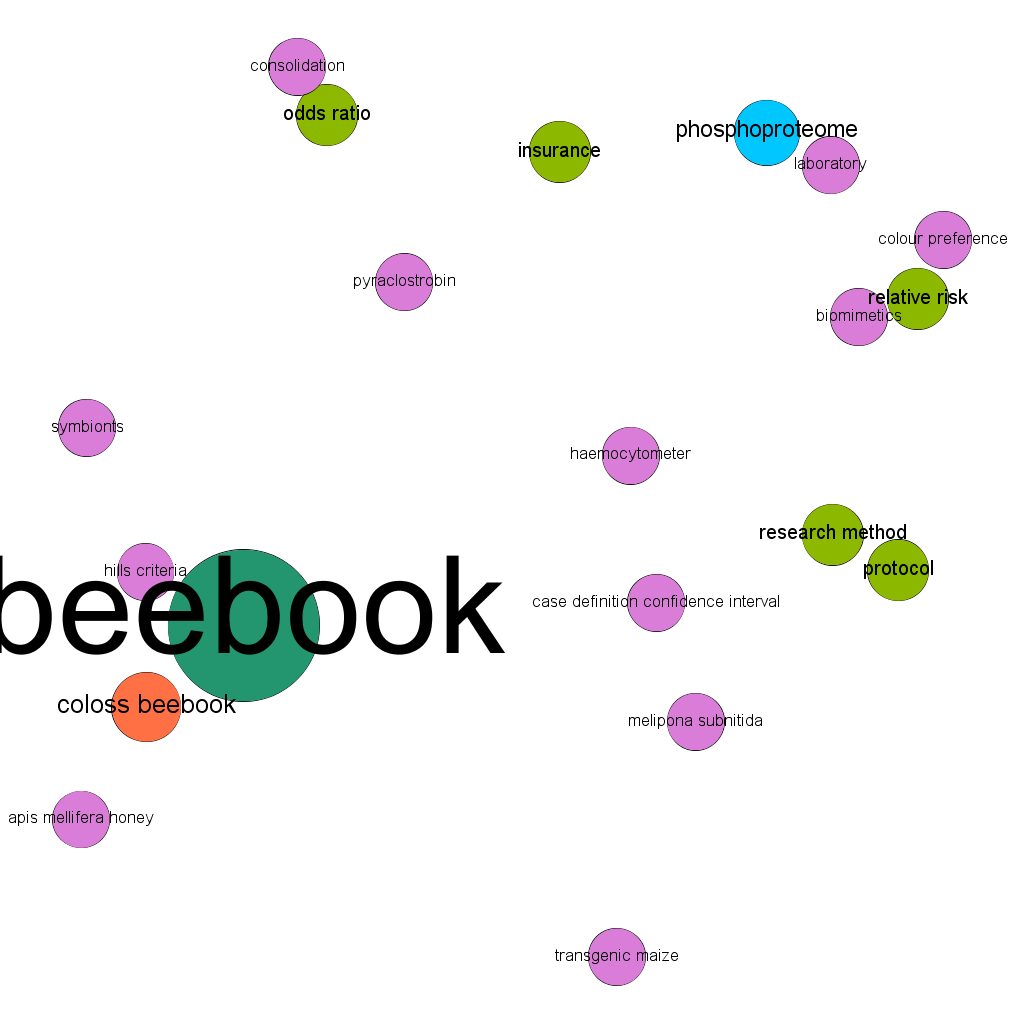 consolidation
odds ratio
phosphoproteome
insurance
laboratory
colour preference
pyraclostrobin
relative risk
biomimetics
symbionts
haemocytometer
research method
protocol
hills criteria
beebook
case definition confidence interval
coloss beebook
melipona subnitida
apis mellifera honey
transgenic maize